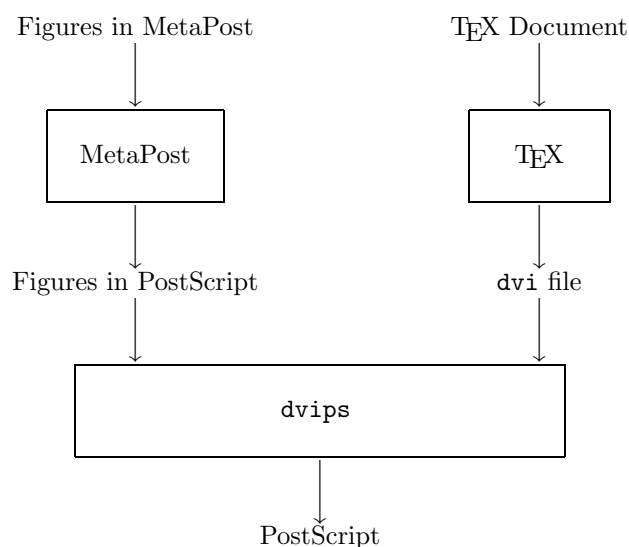 Figures in MetaPost
TEX Document
MetaPost
TEX
Figures in PostScript
dvi file
dvips
PostScript